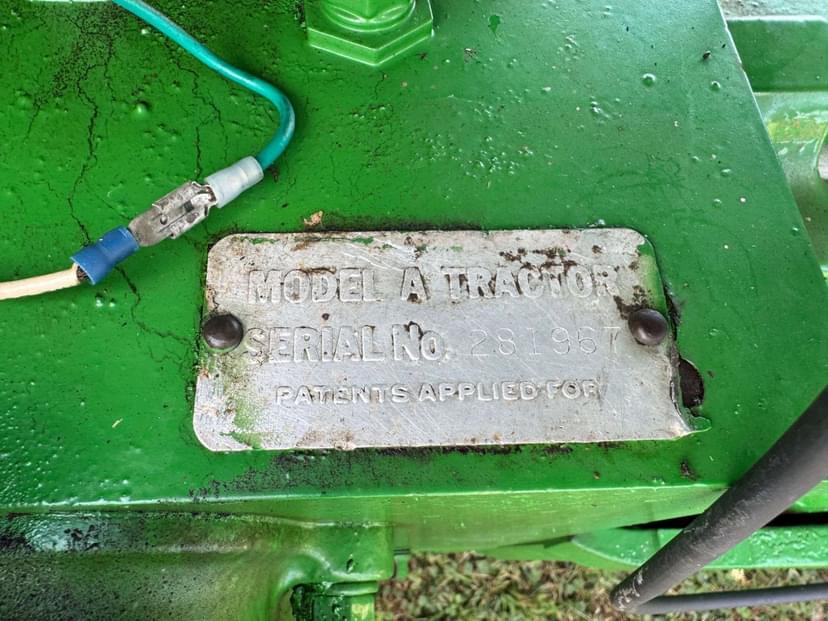 MODEL A TRACTOR
SERIAL NO. 281967
PATENTS APPLIED FOR